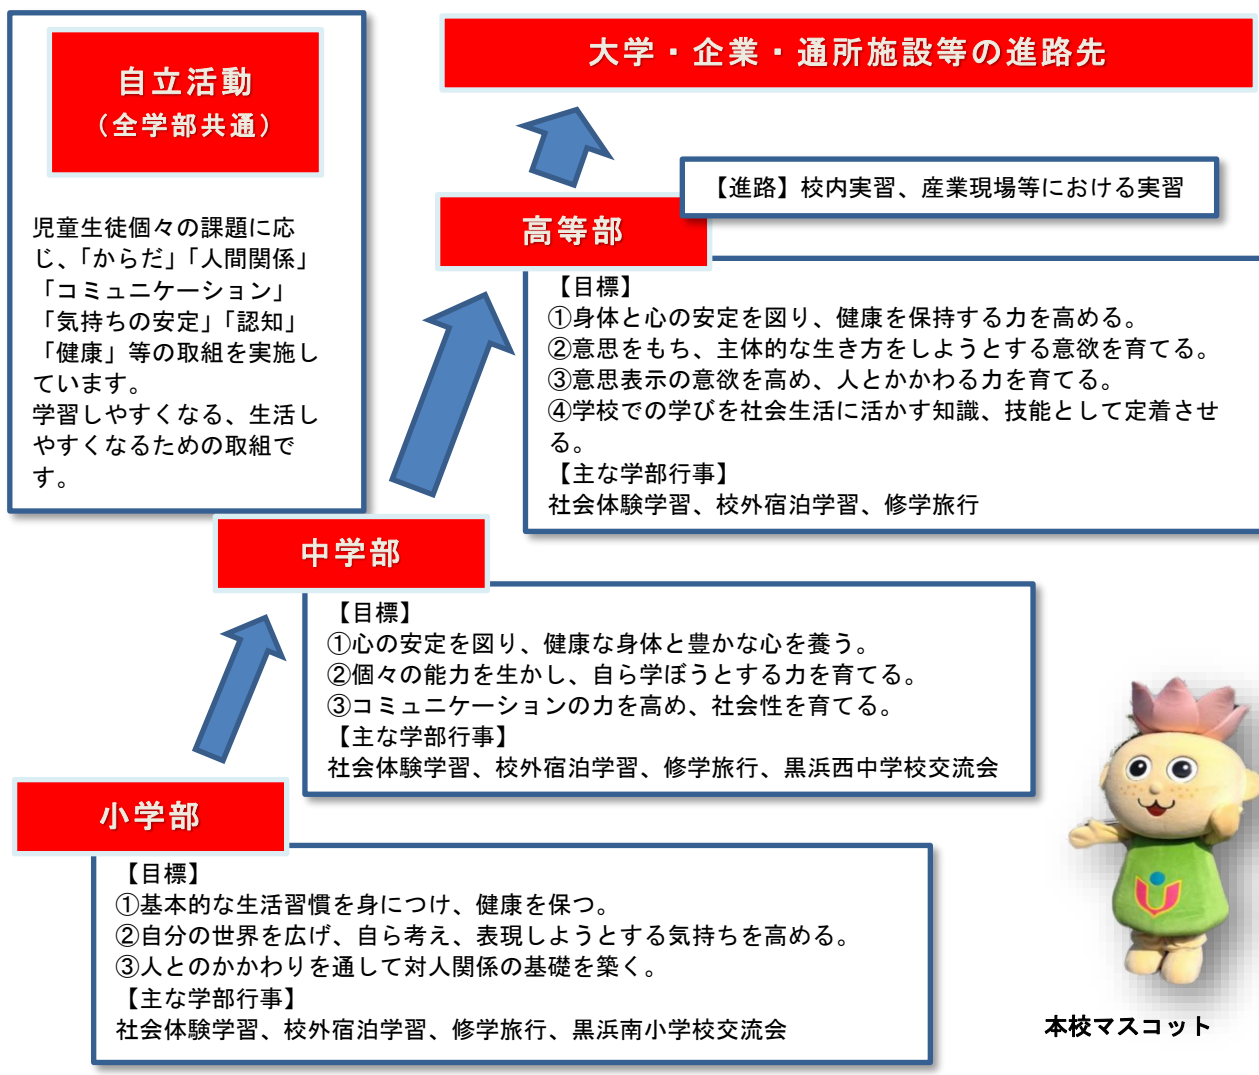 自立活動
（全学部共通）
児童生徒個々の課題に応
じ、「からだ」「人間関係」
「コミュニケーション」
「気持ちの安定」「認知」
「健康」等の取組を実施し
ています。
学習しやすくなる、生活し
やすくなるための取組で
す。
大学・企業・通所施設等の進路先
【進路】校内実習、産業現場等における実習
高等部
【目標】
①身体と心の安定を図り、健康を保持する力を高める。
②意思をもち、主体的な生き方をしようとする意欲を育てる。
③意思表示の意欲を高め、人とかかわる力を育てる。
④学校での学びを社会生活に活かす知識、技能として定着させ
る。
【主な学部行事】
社会体験学習、校外宿泊学習、修学旅行
中学部
【目標】
①心の安定を図り、健康な身体と豊かな心を養う。
②個々の能力を生かし、自ら学ぼうとする力を育てる。
③コミュニケーションの力を高め、社会性を育てる。
【主な学部行事】
社会体験学習、校外宿泊学習、修学旅行、黒浜西中学校交流会
小学部
【目標】
①基本的な生活習慣を身につけ、健康を保つ。
②自分の世界を広げ、自ら考え、表現しようとする気持ちを高める。
③人とのかかわりを通して対人関係の基礎を築く。
【主な学部行事】
社会体験学習、校外宿泊学習、修学旅行、黒浜南小学校交流会
本校マスコット